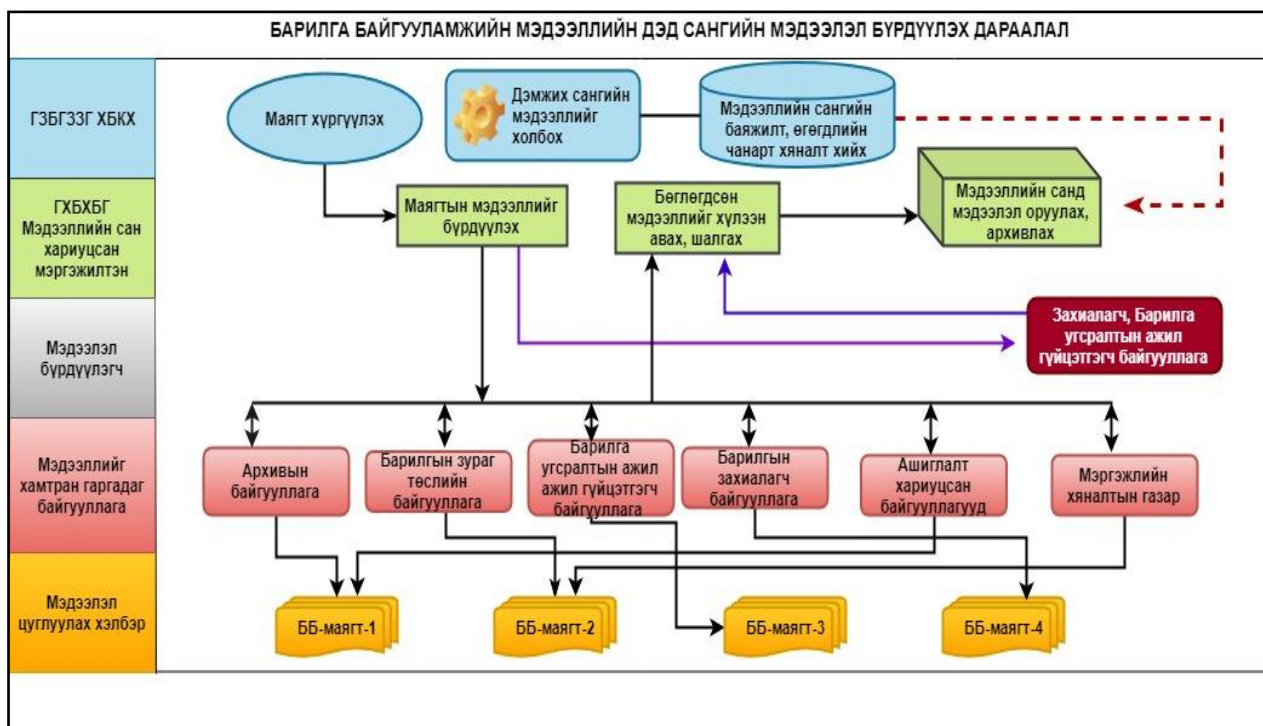 БАРИЛГА БАЙГУУЛАМЖИЙН МЭДЭЭЛЛИЙН ДЭД САНГИЙН МЭДЭЭЛЭЛ БҮРДҮҮЛЭХ ДАРААЛАЛ
ГЗБГЗЗГ ХБКХ
Маягт хүргүүлэх
Дэмжих сангийн
мэдээллийг
холбох
Мэдээллийн сангийн
баяжилт, өгөгдлийн
чанарт хяналт хийх
ГХБХБГ
Мэдээллийн сан
хариуцсан
мэргэжилтэн
Маягтын мэдээллийг
бүрдүүлэх
Бөглөгдсөн
мэдээллийг хүлээн
авах, шалгах
Мэдээллийн санд
мэдээлэл оруулах,
архивлах
Мэдээлэл
бүрдүүлэгч
Захиалагч, Барилга
угсралтын ажил
гүйцэтгэгч байгууллага
Мэдээллийг
хамтран гаргадаг
байгууллага
Архивын
байгууллага
Барилгын зураг
төслийн
байгууллага
Барилга
угсралтын ажил
ажил гүйцэтгэгч
байгууллага
Барилгын
захиалагч
байгууллага
Ашиглалт
хариуцсан
байгууллагууд
Мэргэжлийн
хяналтын газар
Мэдээлэл
цуглуулах хэлбэр
ББ-маягт-1
ББ-маягт-2
ББ-маягт-3
ББ-маягт-4